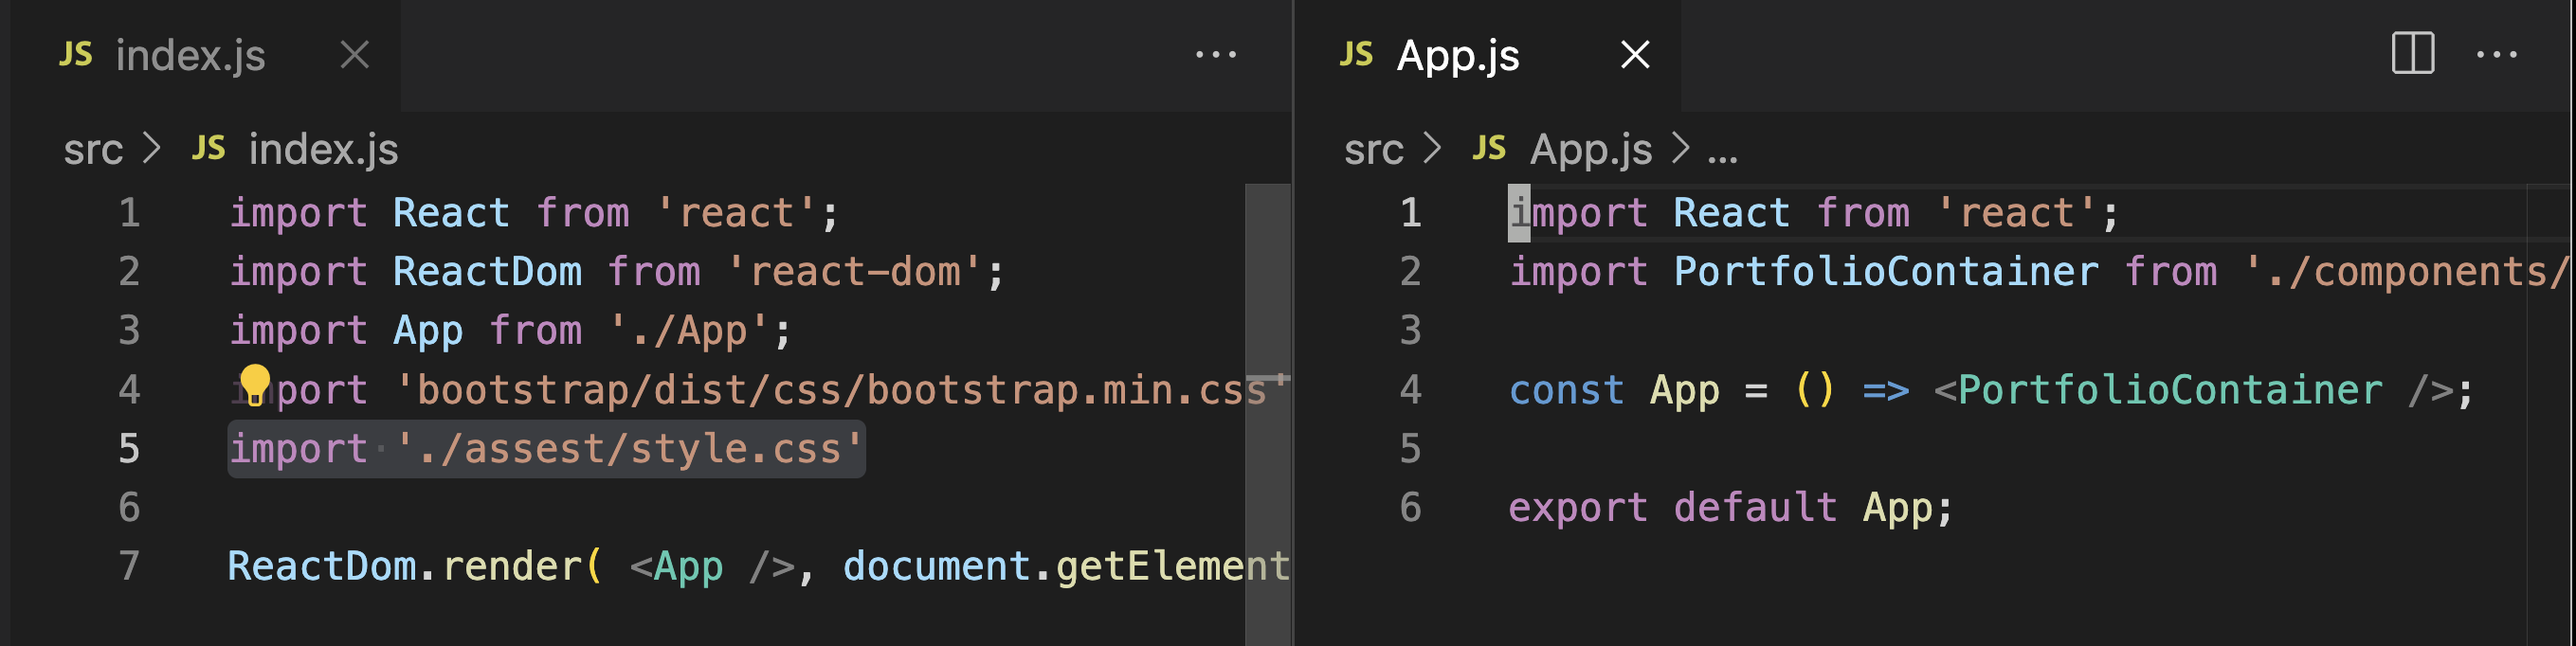 JS index.js
src > JS index.js
1 import React from 'react';
2 import ReactDom from 'react-dom';
3 import App from './App';
4 import 'bootstrap/dist/css/bootstrap.min.css'
5 import './assest/style.css'
6
7 ReactDom.render( <App />, document.getElement
JS App.js
src > JS App.js > ...
1 import React from 'react';
2 import PortfolioContainer from './components/
3
4 const App = () => <PortfolioContainer />;
5
6 export default App;